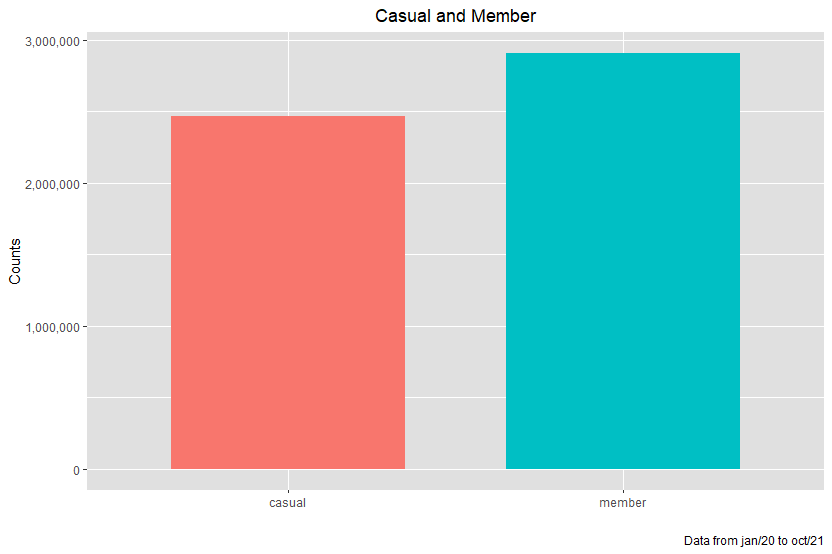 Casual and Member
3,000,000
2,000,000
1,000,000
0
Counts
casual member
Data from jan/20 to oct/21